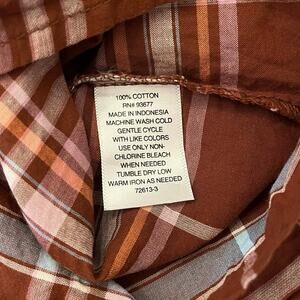 100% COTTON
RN# 93677
MADE IN INDONESIA
MACHINE WASH COLD
GENTLE CYCLE
WITH LIKE COLORS
USE ONLY NON-
CHLORINE BLEACH
WHEN NEEDED
TUMBLE DRY LOW
WARM IRON AS NEEDED
72613-3